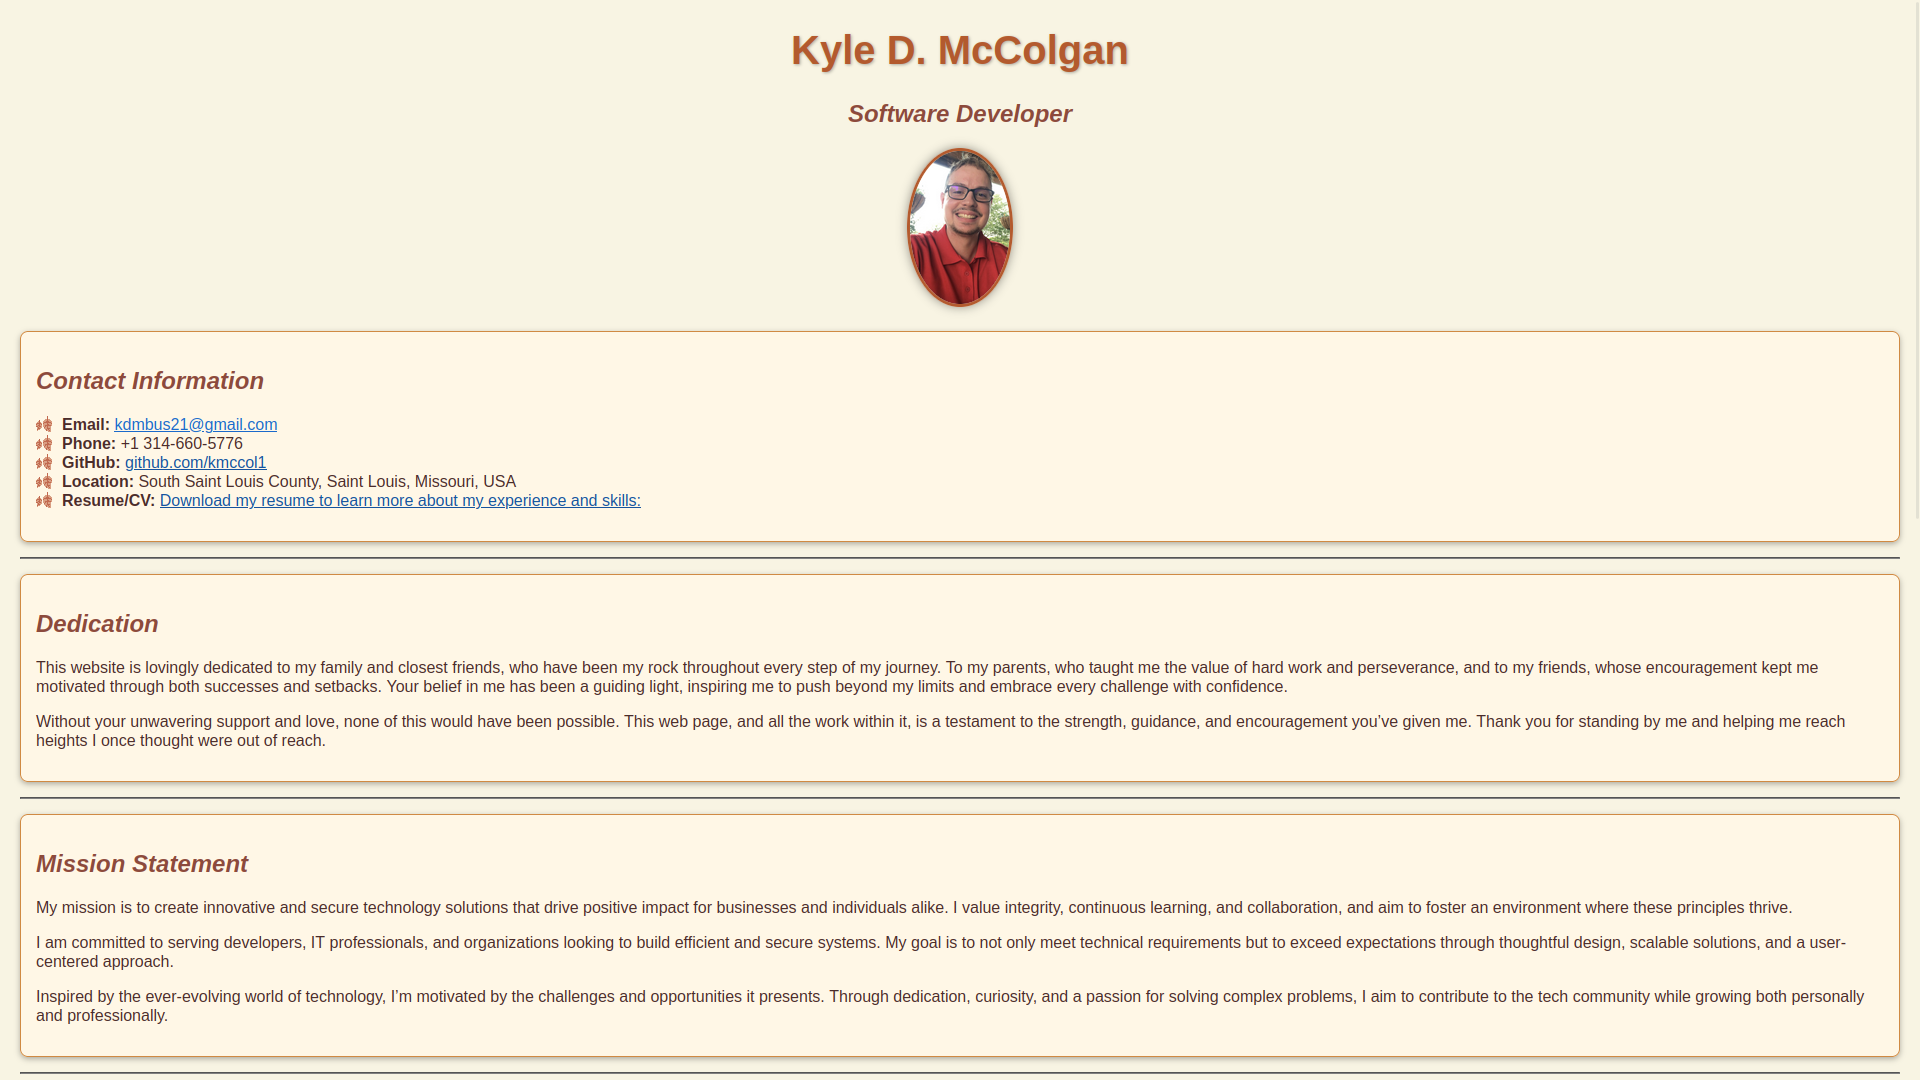 Kyle D. McColgan
Software Developer
Contact Information
Email: kdmbus21@gmail.com
Phone: +1 314-660-5776
GitHub: github.com/kmccol1
Location: South Saint Louis County, Saint Louis, Missouri, USA
Resume/CV: Download my resume to learn more about my experience and skills:
Dedication
This website is lovingly dedicated to my family and closest friends, who have been my rock throughout every step of my journey. To my parents, who taught me the value of hard work and perseverance, and to my friends, whose encouragement kept me
motivated through both successes and setbacks. Your belief in me has been a guiding light, inspiring me to push beyond my limits and embrace every challenge with confidence.
Without your unwavering support and love, none of this would have been possible. This web page, and all the work within it, is a testament to the strength, guidance, and encouragement you’ve given me. Thank you for standing by me and helping me reach
heights I once thought were out of reach.
Mission Statement
My mission is to create innovative and secure technology solutions that drive positive impact for businesses and individuals alike. I value integrity, continuous learning, and collaboration, and aim to foster an environment where these principles thrive.
I am committed to serving developers, IT professionals, and organizations looking to build efficient and secure systems. My goal is to not only meet technical requirements but to exceed expectations through thoughtful design, scalable solutions, and a user-
centered approach.
Inspired by the ever-evolving world of technology, I’m motivated by the challenges and opportunities it presents. Through dedication, curiosity, and a passion for solving complex problems, I aim to contribute to the tech community while growing both personally
and professionally.